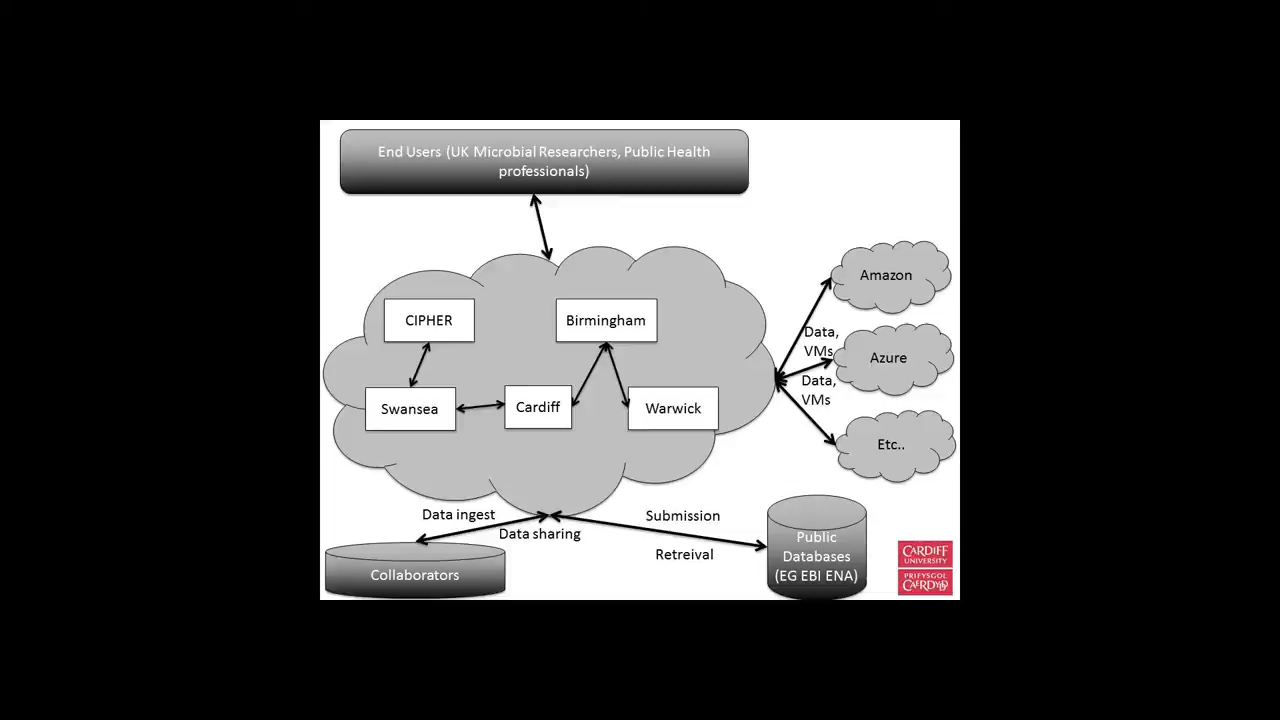 End Users (UK Microbial Researchers, Public Health
professionals)
CIPHER
Birmingham
Swansea
Cardiff
Warwick
Amazon
Data,
VMs
Azure
Data,
VMs
Etc..
Data ingest
Data sharing
Submission
Retreival
Collaborators
Public
Databases
(EG EBI ENA)
CARDIFF
UNIVERSITY
PRIFYSGOL
CAERDYDD